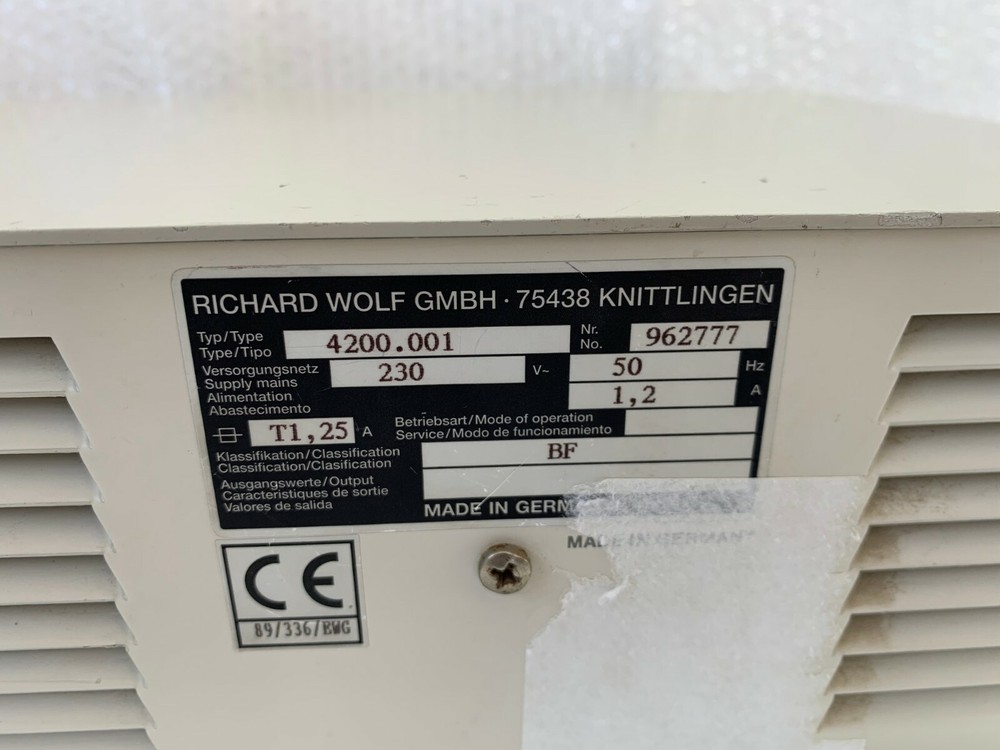 RICHARD WOLF GMBH · 75438 KNITTLINGEN
Typ/Type
Type/Tipo
4200.001
Nr.
No.
962777
Versorgungsnetz
Supply mains
Alimentation
Abastecimento
230
V~
50
Hz
1,2
A
T1,25
A
Betriebsart/Mode of operation
Service/Modo de funcionamiento
Klassifikation/Classification
Classification/Clasification
BF
Ausgangswerte/Output
Caracteristiques de sortie
Valores de salida
MADE IN GERM
MADE IN GERMANY
CE
89/336/EWG